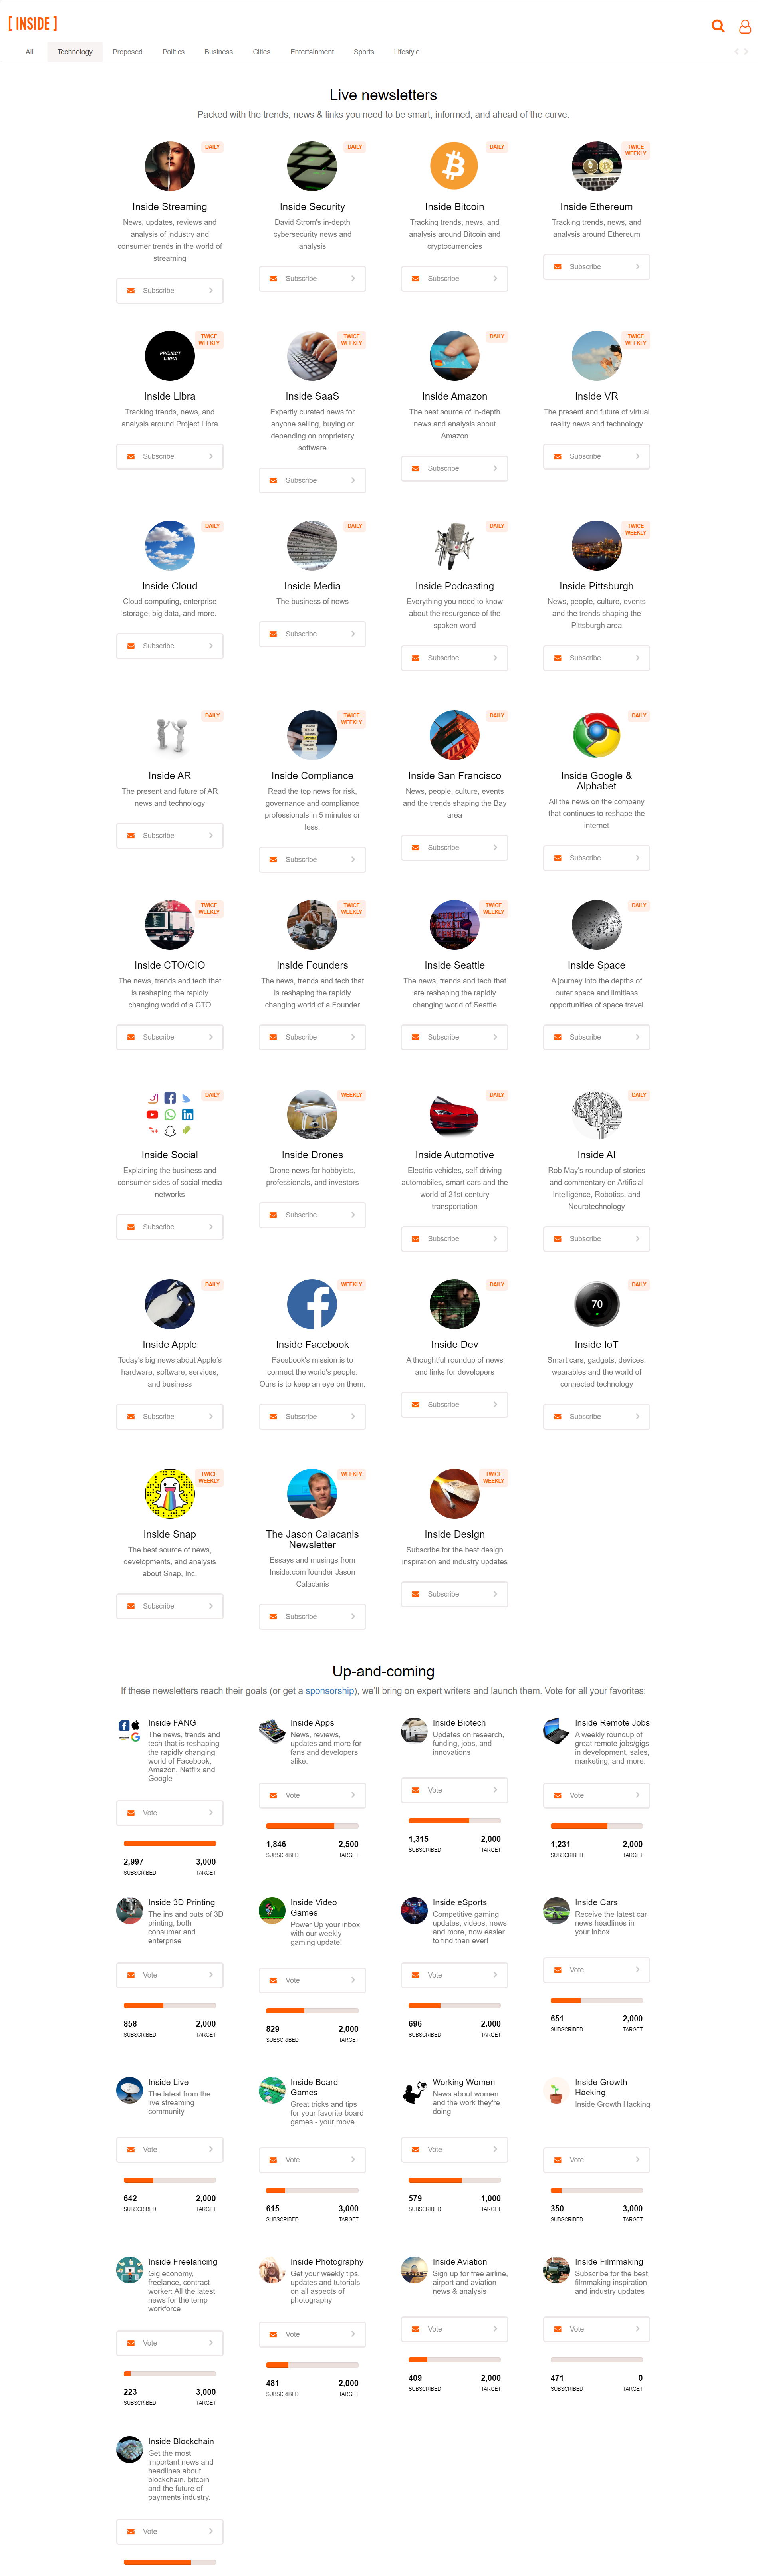 [ INSIDE ]
All Technology Proposed Politics Business Cities Entertainment Sports Lifestyle
Live newsletters
Packed with the trends, news & links you need to be smart, informed, and ahead of the curve.
DAILY
Inside Streaming
News, updates, reviews and
analysis of industry and
consumer trends in the world of
streaming
Subscribe
DAILY
Inside Security
David Strom's in-depth
cybersecurity news and
analysis
Subscribe
DAILY
Inside Bitcoin
Tracking trends, news, and
analysis around Bitcoin and
cryptocurrencies
Subscribe
TWICE
WEEKLY
Inside Ethereum
Tracking trends, news, and
analysis around Ethereum
Subscribe
PROJECT
LIBRA
TWICE
WEEKLY
Inside Libra
Tracking trends, news, and
analysis around Project Libra
Subscribe
TWICE
WEEKLY
Inside SaaS
Expertly curated news for
anyone selling, buying or
depending on proprietary
software
Subscribe
DAILY
Inside Amazon
The best source of in-depth
news and analysis about
Amazon
Subscribe
TWICE
WEEKLY
Inside VR
The present and future of virtual
reality news and technology
Subscribe
DAILY
Inside Cloud
Cloud computing, enterprise
storage, big data, and more.
Subscribe
DAILY
Inside Media
The business of news
Subscribe
DAILY
Inside Podcasting
Everything you need to know
about the resurgence of the
spoken word
Subscribe
TWICE
WEEKLY
Inside Pittsburgh
News, people, culture, events
and the trends shaping the
Pittsburgh area
Subscribe
DAILY
Inside AR
The present and future of AR
news and technology
Subscribe
TWICE
WEEKLY
Inside Compliance
Read the top news for risk,
governance and compliance
professionals in 5 minutes or
less.
Subscribe
DAILY
Inside San Francisco
News, people, culture, events
and the trends shaping the Bay
area
Subscribe
DAILY
Inside Google &
Alphabet
All the news on the company
that continues to reshape the
internet
Subscribe
TWICE
WEEKLY
Inside CTO/CIO
The news, trends and tech that
is reshaping the rapidly
changing world of a CTO
Subscribe
TWICE
WEEKLY
Inside Founders
The news, trends and tech that
is reshaping the rapidly
changing world of a Founder
Subscribe
TWICE
WEEKLY
Inside Seattle
The news, trends and tech that
are reshaping the rapidly
changing world of Seattle
Subscribe
DAILY
Inside Space
A journey into the depths of
outer space and limitless
opportunities of space travel
Subscribe
DAILY
Inside Social
Explaining the business and
consumer sides of social media
networks
Subscribe
WEEKLY
Inside Drones
Drone news for hobbyists,
professionals, and investors
Subscribe
DAILY
Inside Automotive
Electric vehicles, self-driving
automobiles, smart cars and the
world of 21st century
transportation
Subscribe
DAILY
Inside AI
Rob May's roundup of stories
and commentary on Artificial
Intelligence, Robotics, and
Neurotechnology
Subscribe
DAILY
Inside Apple
Today's big news about Apple's
hardware, software, services,
and business
Subscribe
WEEKLY
Inside Facebook
Facebook's mission is to
connect the world's people.
Ours is to keep an eye on them.
Subscribe
DAILY
Inside Dev
A thoughtful roundup of news
and links for developers
Subscribe
70
DAILY
Inside IoT
Smart cars, gadgets, devices,
wearables and the world of
connected technology
Subscribe
TWICE
WEEKLY
Inside Snap
The best source of news,
developments, and analysis
about Snap, Inc.
Subscribe
WEEKLY
The Jason Calacanis
Newsletter
Essays and musings from
Inside.com founder Jason
Calacanis
Subscribe
TWICE
WEEKLY
Inside Design
Subscribe for the best design
inspiration and industry updates
Subscribe
Up-and-coming
If these newsletters reach their goals (or get a sponsorship), we'll bring on expert writers and launch them. Vote for all your favorites:
Inside FANG
The news, trends and
tech that is reshaping
the rapidly changing
world of Facebook,
Amazon, Netflix and
Google
Vote
2,997 3,000
SUBSCRIBED TARGET
Inside Apps
News, reviews,
updates and more for
fans and developers
alike.
Vote
1,846 2,500
SUBSCRIBED TARGET
Inside Biotech
Updates on research,
funding, jobs, and
innovations
Vote
1,315 2,000
SUBSCRIBED TARGET
Inside Remote Jobs
A weekly roundup of
great remote jobs/gigs
in development, sales,
marketing, and more.
Vote
1,231 2,000
SUBSCRIBED TARGET
Inside 3D Printing
The ins and outs of 3D
printing, both
consumer and
enterprise
Vote
858 2,000
SUBSCRIBED TARGET
Inside Video
Games
Power Up your inbox
with our weekly
gaming update!
Vote
829 2,000
SUBSCRIBED TARGET
Inside eSports
Competitive gaming
updates, videos, news
and more, now easier
to find than ever!
Vote
696 2,000
SUBSCRIBED TARGET
Inside Cars
Receive the latest car
news headlines in
your inbox
Vote
651 2,000
SUBSCRIBED TARGET
Inside Live
The latest from the
live streaming
community
Vote
642 2,000
SUBSCRIBED TARGET
Inside Board
Games
Great tricks and tips
for your favorite board
games - your move.
Vote
615 3,000
SUBSCRIBED TARGET
Working Women
News about women
and the work they're
doing
Vote
579 1,000
SUBSCRIBED TARGET
Inside Growth
Hacking
Inside Growth Hacking
Vote
350 3,000
SUBSCRIBED TARGET
Inside Freelancing
Gig economy,
freelance, contract
worker: All the latest
news for the temp
workforce
Vote
223 3,000
SUBSCRIBED TARGET
Inside Photography
Get your weekly tips,
updates and tutorials
on all aspects of
photography
Vote
481 2,000
SUBSCRIBED TARGET
Inside Aviation
Sign up for free airline,
airport and aviation
news & analysis
Vote
409 2,000
SUBSCRIBED TARGET
Inside Filmmaking
Subscribe for the best
filmmaking inspiration
and industry updates
Vote
471 0
SUBSCRIBED TARGET
Inside Blockchain
Get the most
important news and
headlines about
blockchain, bitcoin
and the future of
payments industry.
Vote